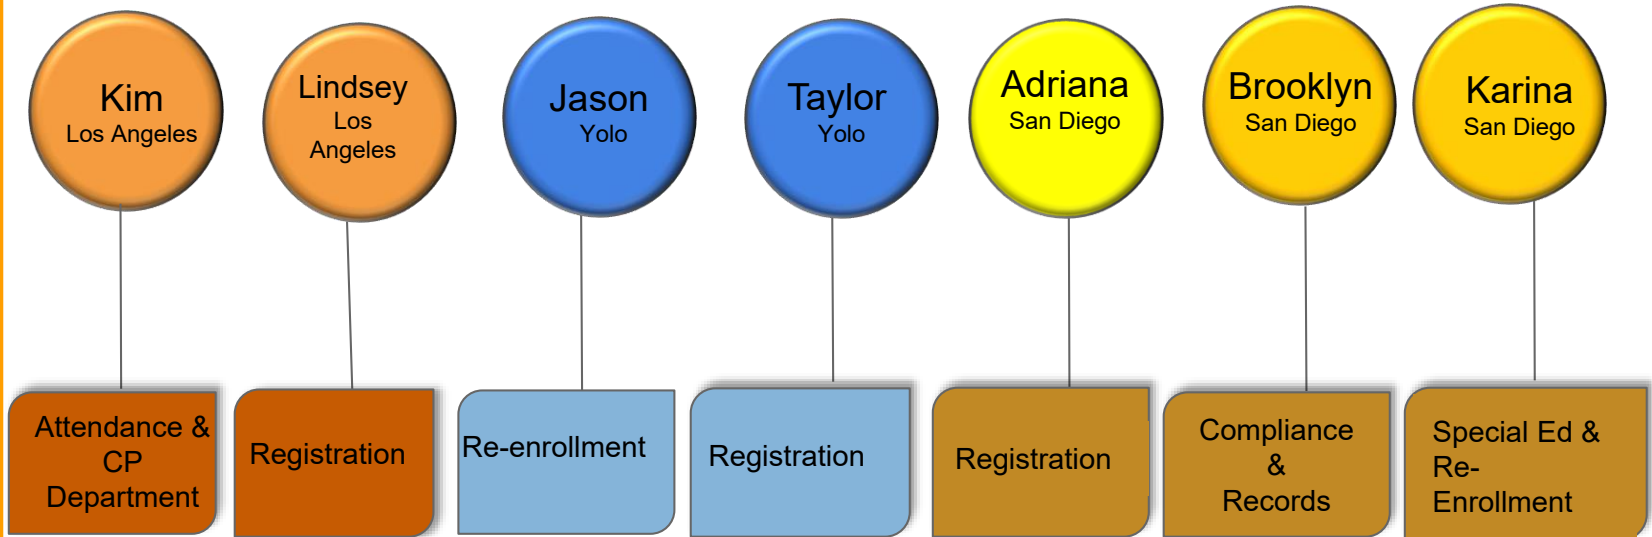 Kim
Los Angeles
Lindsey
Los
Angeles
Jason
Yolo
Taylor
Yolo
Adriana
San Diego
Brooklyn
San Diego
Karina
San Diego
Attendance &
CP
Department
Registration
Re-enrollment
Registration
Registration
Compliance
&
Records
Special Ed &
Re-
Enrollment